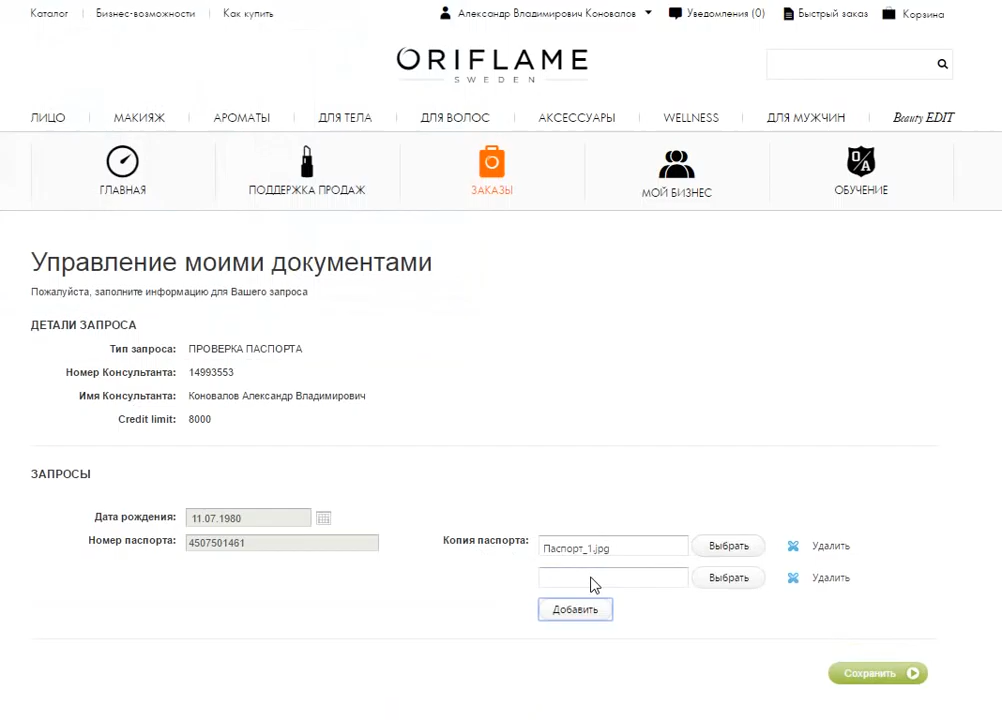 Каталог Бизнес-возможности Как купить Александр Владимирович Коновалов Уведомления (0) Быстрый заказ Корзина
ORIFLAME
SWEDEN
ЛИЦО МАКИЯЖ АРОМАТЫ ДЛЯ ТЕЛА ДЛЯ ВОЛОС АКСЕССУАРЫ WELLNESS ДЛЯ МУЖЧИН Beauty EDIT
ГЛАВНАЯ ПОДДЕРЖКА ПРОДАЖ ЗАКАЗЫ МОЙ БИЗНЕС ОБУЧЕНИЕ
Управление моими документами
Пожалуйста, заполните информацию для Вашего запроса
ДЕТАЛИ ЗАПРОСА
Тип запроса: ПРОВЕРКА ПАСПОРТА
Номер Консультанта: 14993553
Имя Консультанта: Коновалов Александр Владимирович
Credit limit: 8000
ЗАПРОСЫ
Дата рождения: 11.07.1980
Номер паспорта: 4507501461 Копия паспорта: Паспорт_1.jpg Выбрать Удалить
Выбрать Удалить
Добавить
Сохранить